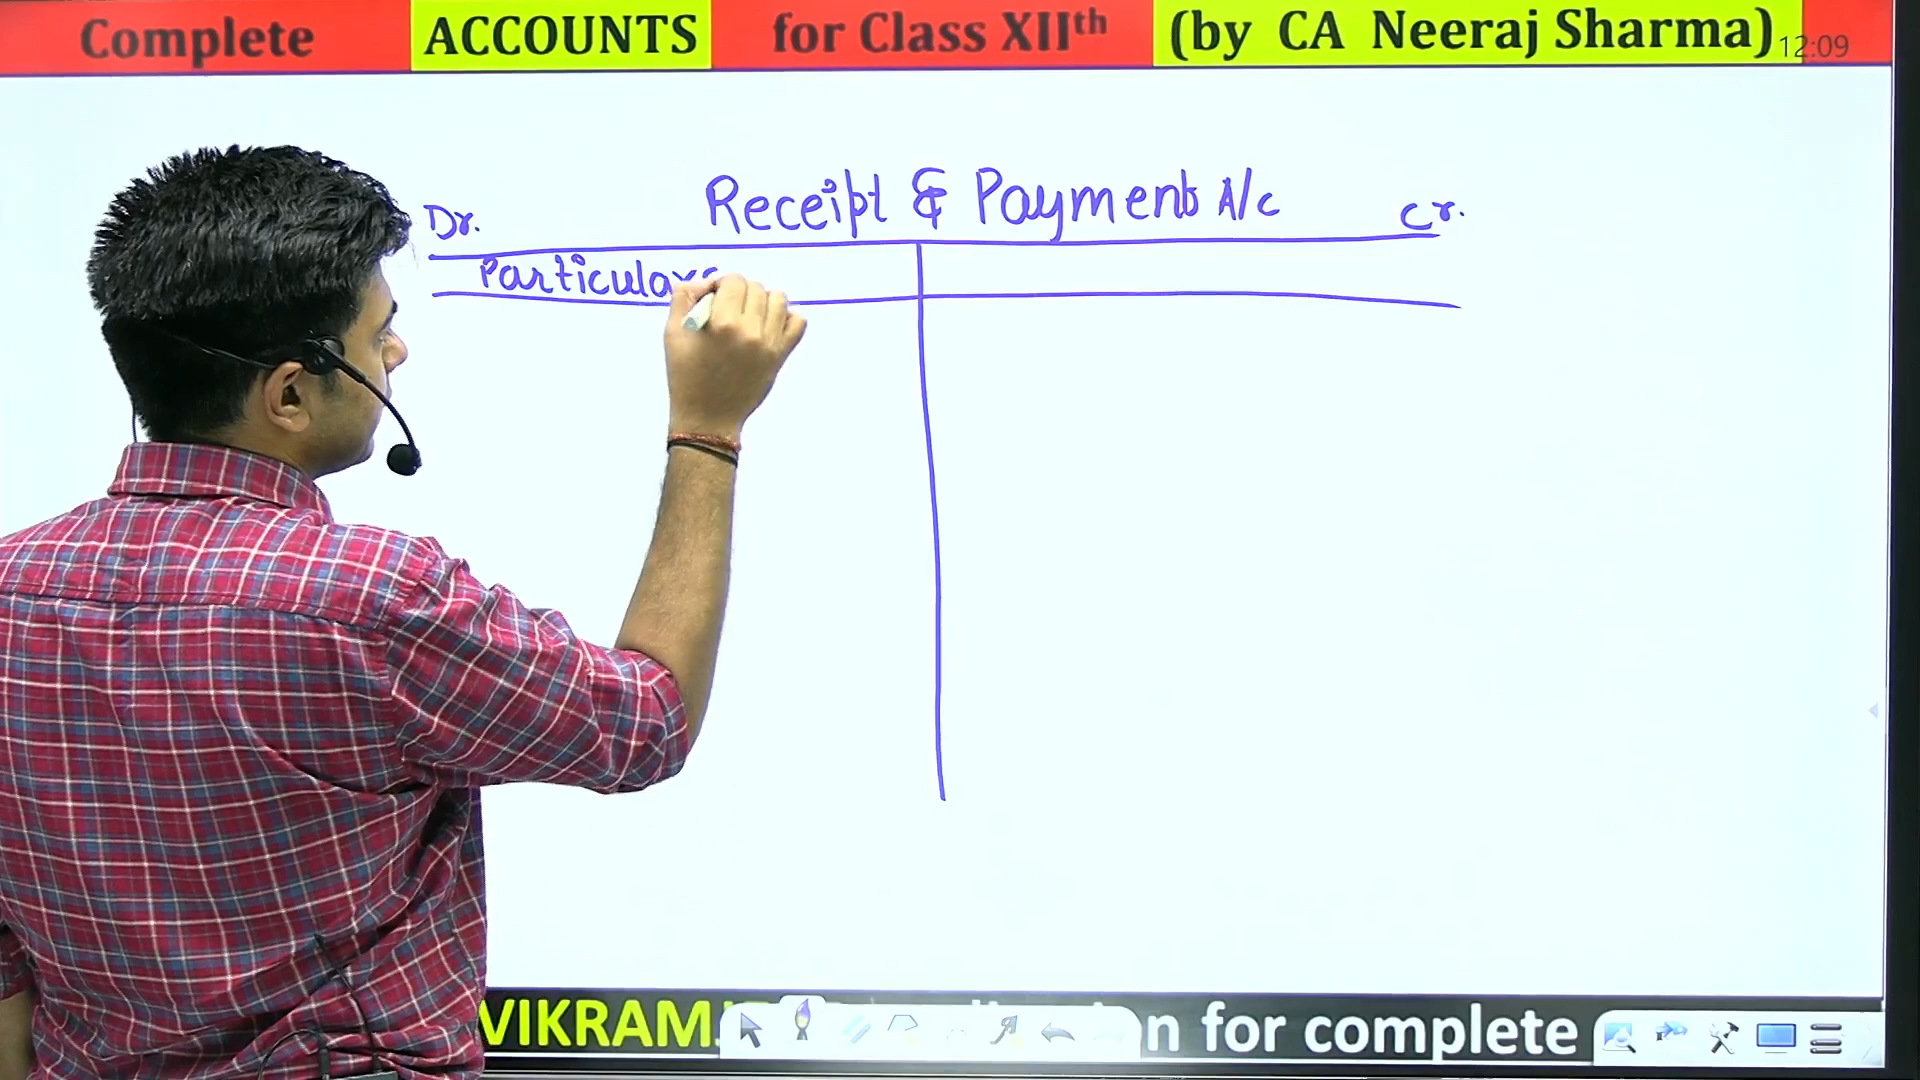 Complete ACCOUNTS for Class XIIth (by CA Neeraj Sharma) 12:09
Dr. Receipt & Payment A/c Cr.
Particulars
VIKRAM n for complete